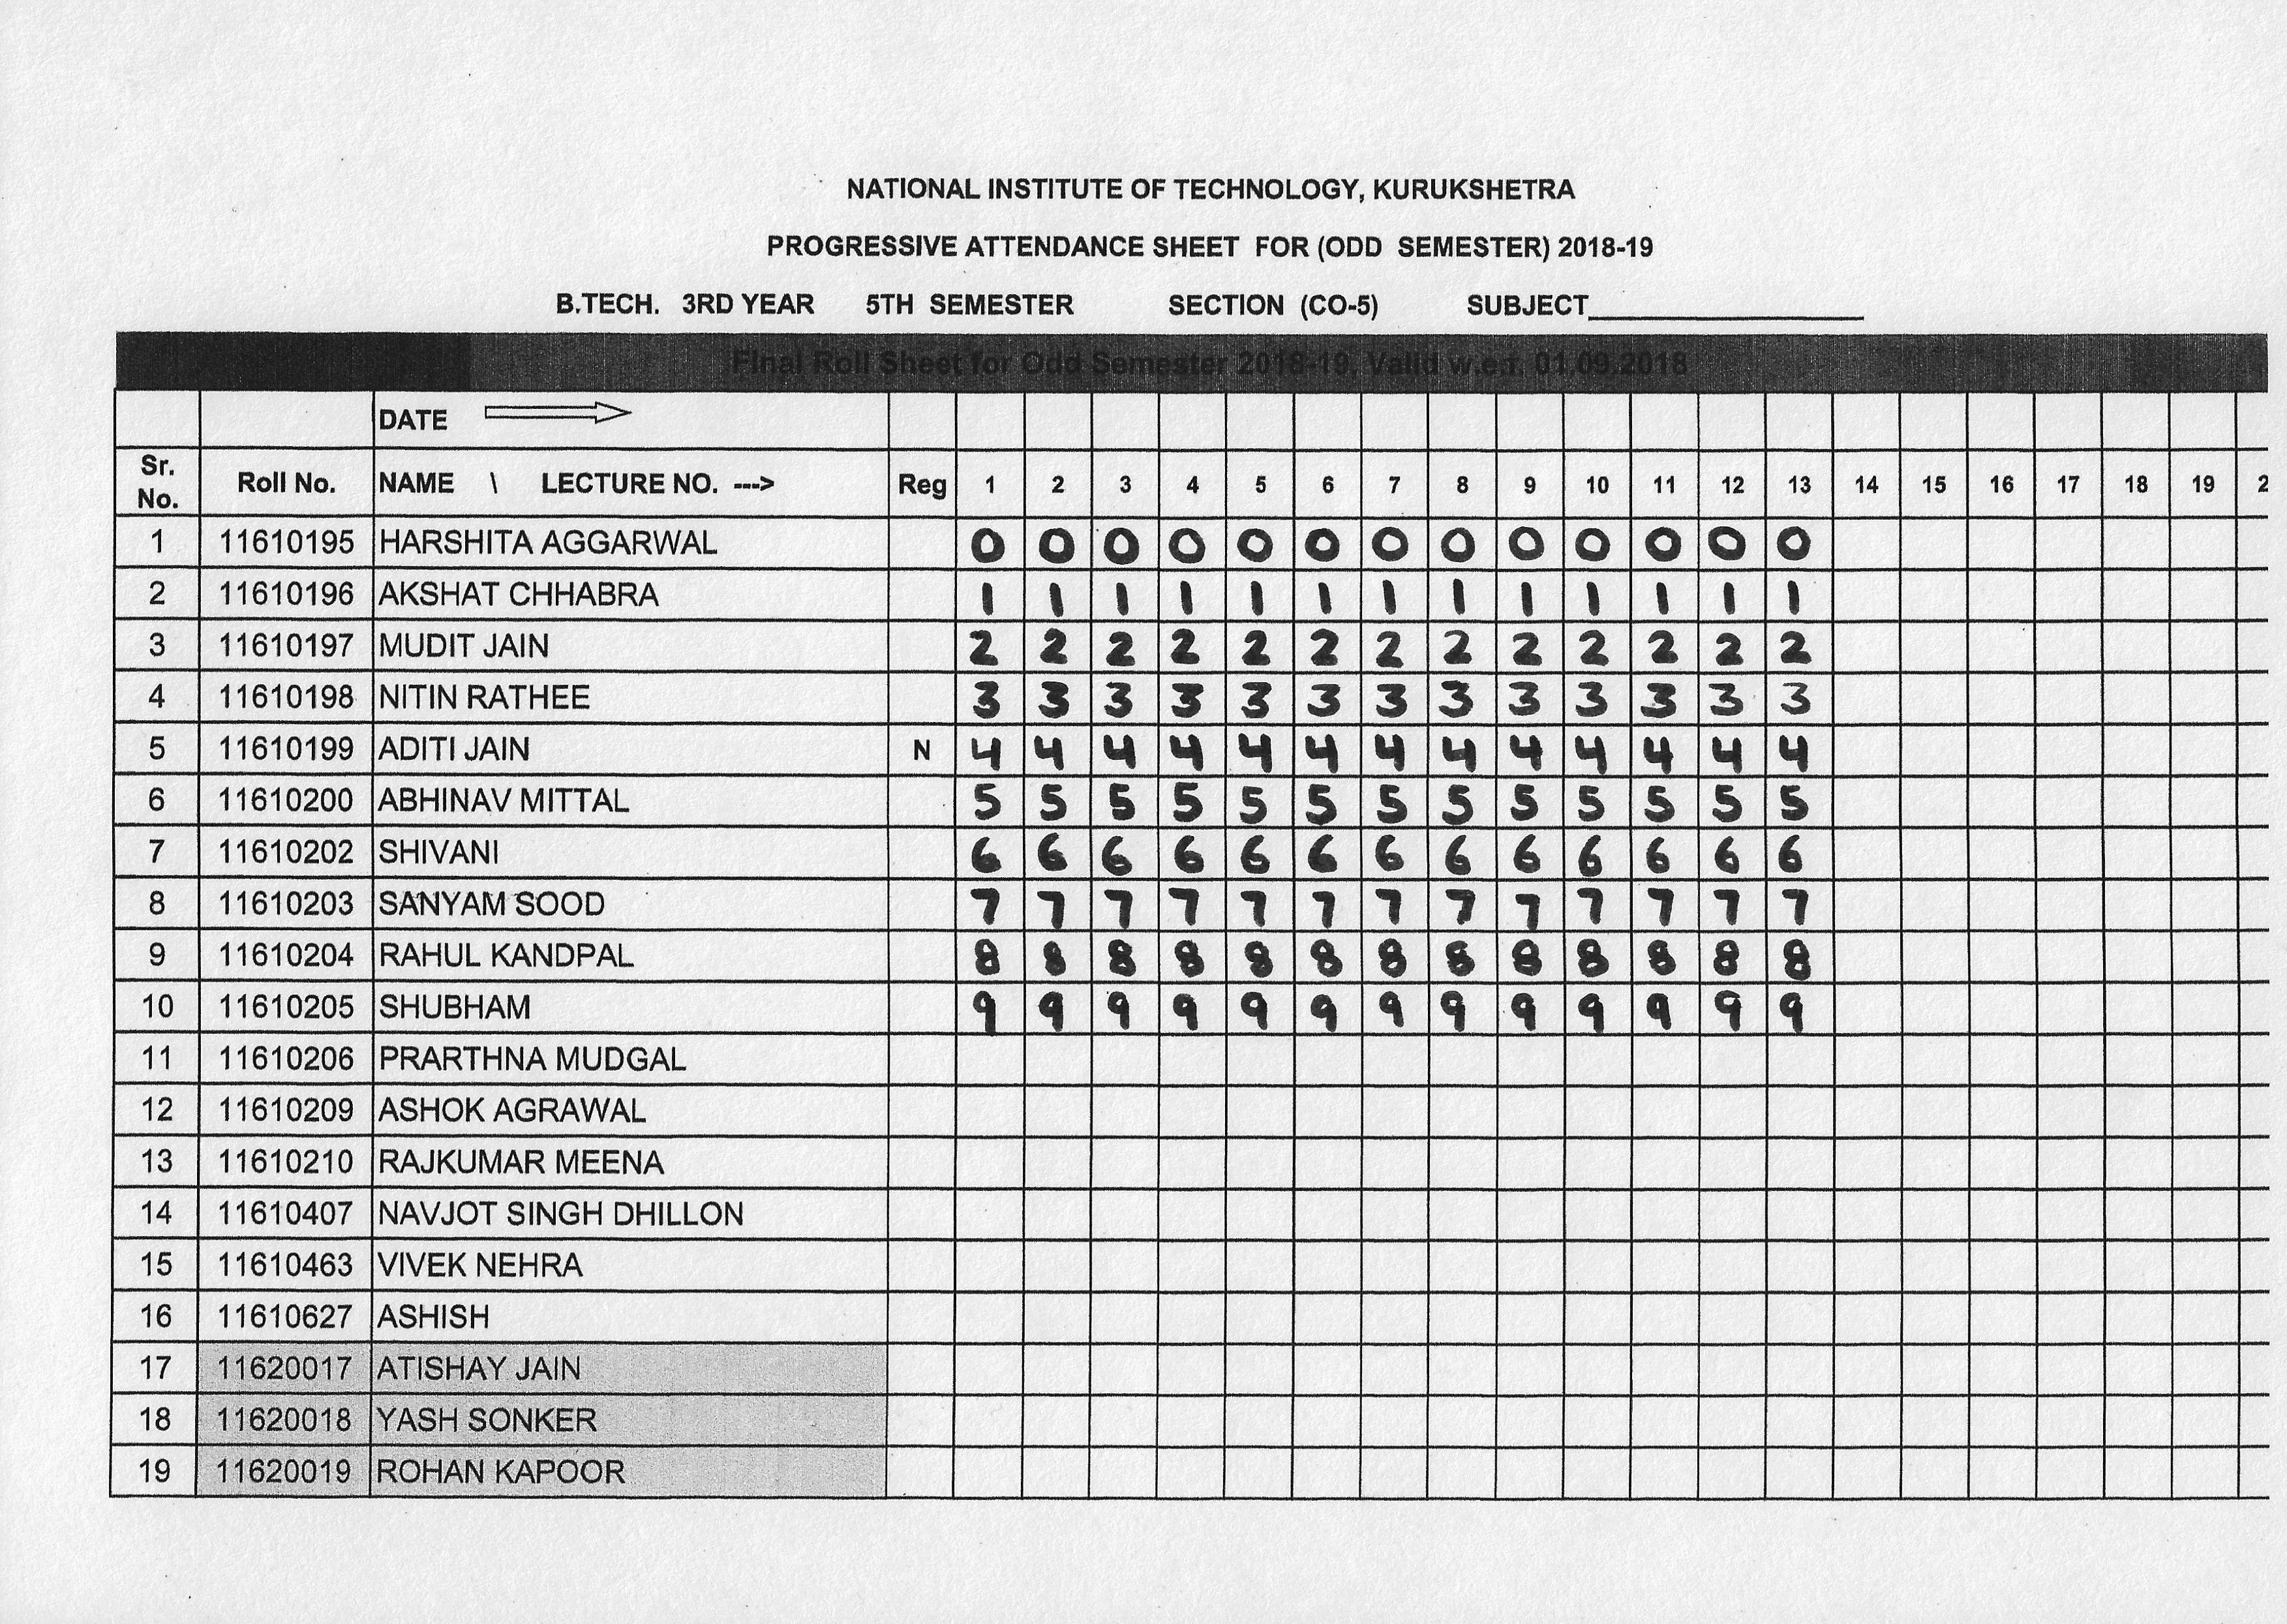 NATIONAL INSTITUTE OF TECHNOLOGY, KURUKSHETRA
PROGRESSIVE ATTENDANCE SHEET FOR (ODD SEMESTER) 2018-19
B.TECH. 3RD YEAR 5TH SEMESTER SECTION (CO-5) SUBJECT
Final Roll Sheet for Odd Semester 2018-19, Valid w.e.f. 01.09.2018
DATE
Sr. No. Roll No. NAME \ LECTURE NO. ---> Reg 1 2 3 4 5 6 7 8 9 10 11 12 13 14 15 16 17 18 19 2
1 11610195 HARSHITA AGGARWAL 0 0 0 0 0 0 0 0 0 0 0 0 0
2 11610196 AKSHAT CHHABRA 1 1 1 1 1 1 1 1 1 1 1 1 1
3 11610197 MUDIT JAIN 2 2 2 2 2 2 2 2 2 2 2 2 2
4 11610198 NITIN RATHEE 3 3 3 3 3 3 3 3 3 3 3 3 3
5 11610199 ADITI JAIN N 4 4 4 4 4 4 4 4 4 4 4 4 4
6 11610200 ABHINAV MITTAL 5 5 5 5 5 5 5 5 5 5 5 5 5
7 11610202 SHIVANI 6 6 6 6 6 6 6 6 6 6 6 6 6
8 11610203 SANYAM SOOD 7 7 7 7 7 7 7 7 7 7 7 7 7
9 11610204 RAHUL KANDPAL 8 8 8 8 8 8 8 8 8 8 8 8 8
10 11610205 SHUBHAM 9 9 9 9 9 9 9 9 9 9 9 9 9
11 11610206 PRARTHNA MUDGAL
12 11610209 ASHOK AGRAWAL
13 11610210 RAJKUMAR MEENA
14 11610407 NAVJOT SINGH DHILLON
15 11610463 VIVEK NEHRA
16 11610627 ASHISH
17 11620017 ATISHAY JAIN
18 11620018 YASH SONKER
19 11620019 ROHAN KAPOOR